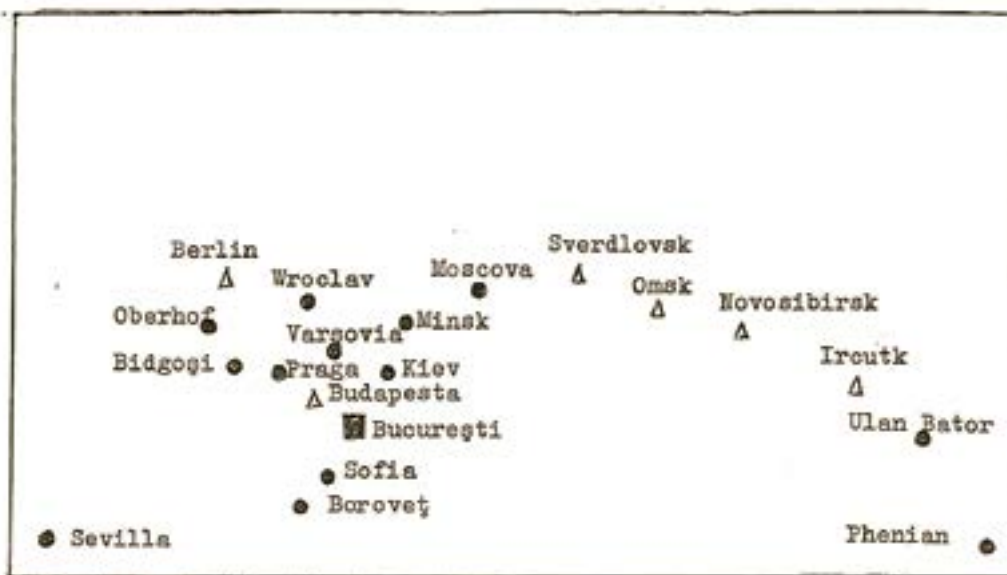 Sverdlovsk
Berlin
Moscova
Wroclav
Omsk
Novosibirsk
Oberhof
Minsk
Varşovia
Ircutk
Bidgoşi
Praga
Kiev
Budapesta
Ulan Bator
Bucureşti
Sofia
Boroveţ
Sevilla
Phenian